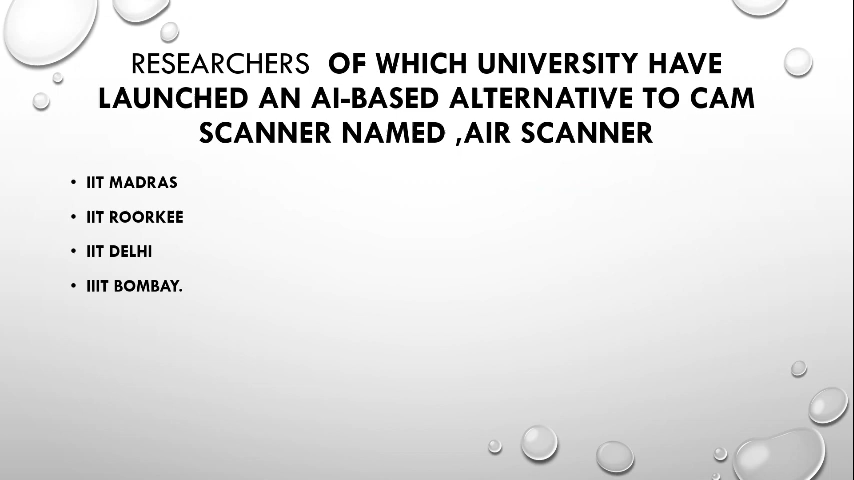 RESEARCHERS OF WHICH UNIVERSITY HAVE
LAUNCHED AN AI-BASED ALTERNATIVE TO CAM
SCANNER NAMED ,AIR SCANNER
• IIT MADRAS
• IIT ROORKEE
• IIT DELHI
• IIIT BOMBAY.